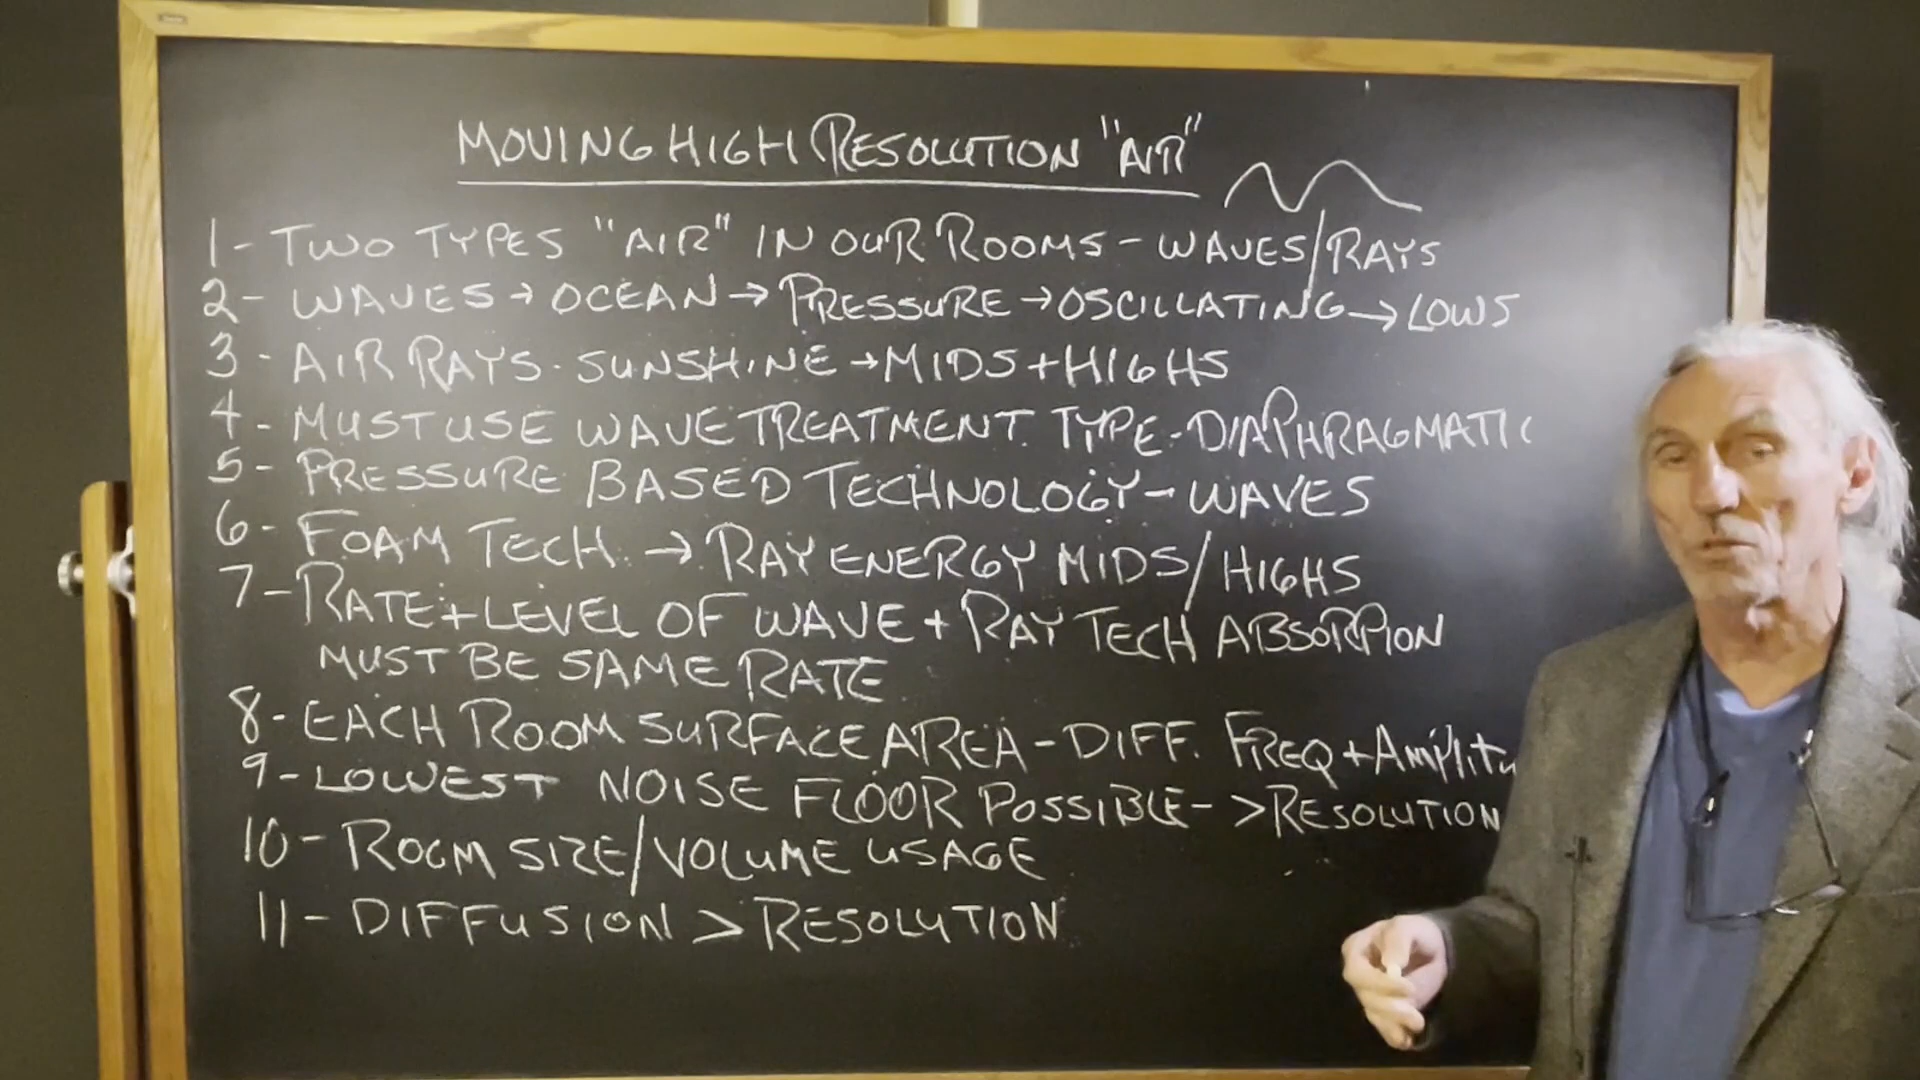 MOVING HIGH RESOLUTION "AIR"
1- TWO TYPES "AIR" IN OUR ROOMS - WAVES/RAYS
2- WAVES → OCEAN → PRESSURE → OSCILLATING → LOWS
3- AIR RAYS - SUNSHINE → MIDS + HIGHS
4- MUST USE WAVE TREATMENT TYPE - DIAPHRAGMATIC
5- PRESSURE BASED TECHNOLOGY - WAVES
6- FOAM TECH. → RAY ENERGY MIDS/HIGHS
7- RATE + LEVEL OF WAVE + RAY TECH ABSORPION
MUST BE SAME RATE
8- EACH ROOM SURFACE AREA - DIFF. FREQ + Amplitu
9- LOWEST NOISE FLOOR POSSIBLE - > RESOLUTION
10- ROOM SIZE/VOLUME USAGE
11- DIFFUSION > RESOLUTION